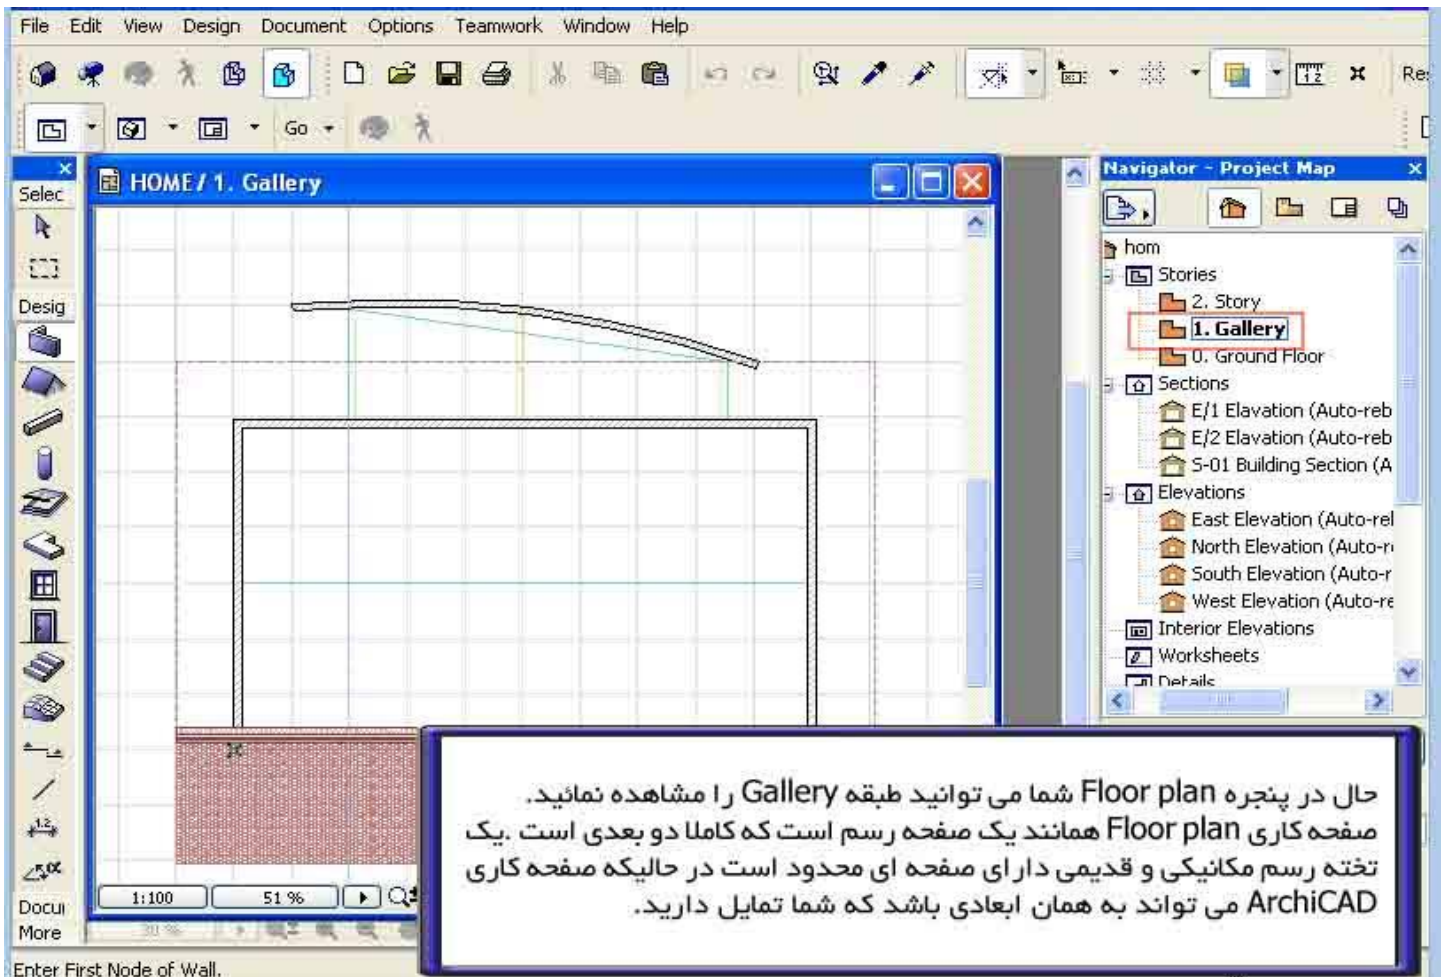 File Edit View Design Document Options Teamwork Window Help
Go
Selec
HOME / 1. Gallery
Navigator - Project Map
hom
Stories
2. Story
1. Gallery
0. Ground Floor
Sections
E/1 Elavation (Auto-reb
E/2 Elavation (Auto-reb
S-01 Building Section (A
Elevations
East Elevation (Auto-rel
North Elevation (Auto-r
South Elevation (Auto-r
West Elevation (Auto-re
Interior Elevations
Worksheets
Details
Desig
حال در پنجره Floor plan شما می توانید طبقه Gallery را مشاهده نمائید.
صفحه کاری Floor plan همانند یک صفحه رسم است که کاملا دو بعدی است .یک
تخته رسم مکانیکی و قدیمی دارای صفحه ای محدود است در حالیکه صفحه کاری
ArchiCAD می تواند به همان ابعادی باشد که شما تمایل دارید.
1:100 51 %
Docu
More
Enter First Node of Wall.